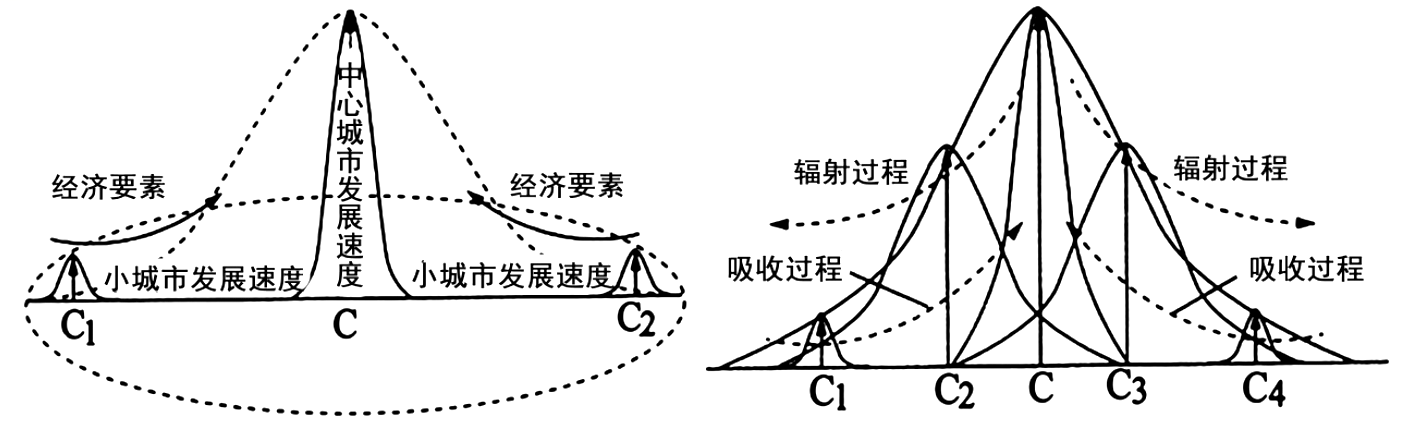 中心城市发展速度
经济要素
经济要素
小城市发展速度
小城市发展速度
C1
C
C2
辐射过程
辐射过程
吸收过程
吸收过程
C1
C2
C
C3
C4